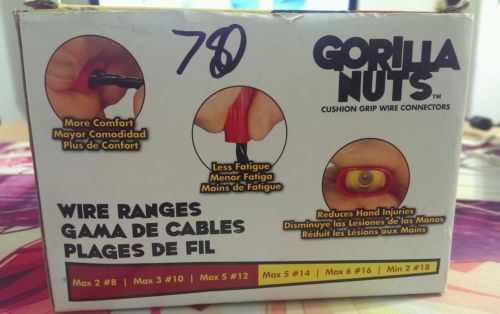 780
GORILLA
NUTS™
CUSHION GRIP WIRE CONNECTORS
More Comfort
Mayor Comodidad
Plus de Confort
Less Fatigue
Menor Fatiga
Moins de Fatigue
Reduces Hand Injuries
Disminuye las Lesiones de las Manos
Réduit les Lésions aux Mains
WIRE RANGES
GAMA DE CABLES
PLAGES DE FIL
Max 2 #8 | Max 3 #10 | Max 5 #12 | Max 5 #14 | Max 6 #16 | Min 2 #18